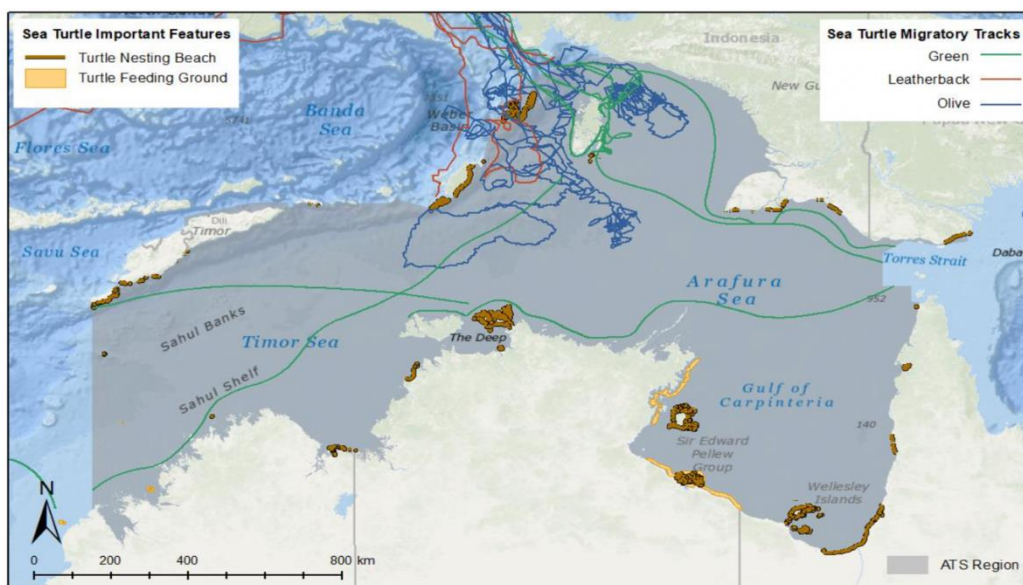 Sea Turtle Important Features
Turtle Nesting Beach
Turtle Feeding Ground
Sea Turtle Migratory Tracks
Green
Leatherback
Olive
Indonesia
New Gu
Papua New G
Banda
Sea
Weber
Basin
Flores Sea
Dili
Timor
Savu Sea
Torres Strait
Daba
Arafura
Sea
952
Sahul Banks
Timor Sea
The Deep
Sahul Shelf
Gulf of
Carpinteria
140
Sir Edward
Pellew
Group
Wellesley
Islands
N
0 200 400 800 km
ATS Region